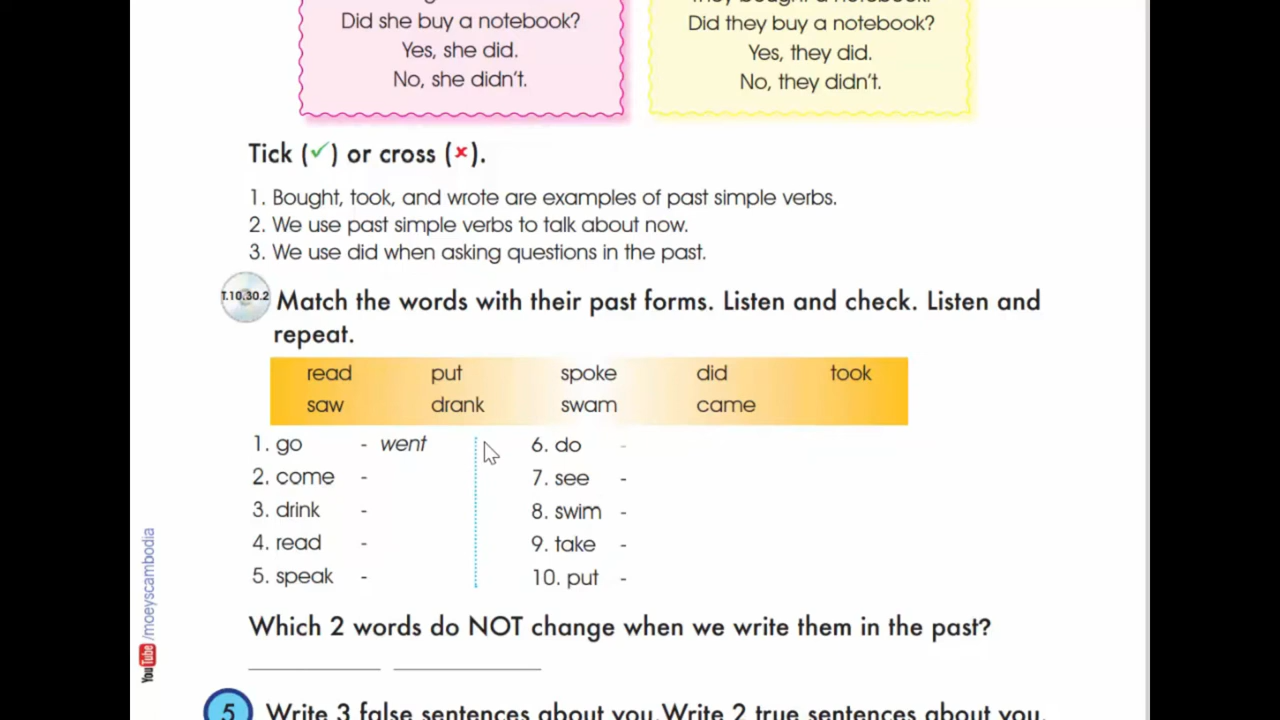 Did she buy a notebook?
Yes, she did.
No, she didn't.
They bought a notebook.
Did they buy a notebook?
Yes, they did.
No, they didn't.
Tick (✓) or cross (✗).
1. Bought, took, and wrote are examples of past simple verbs.
2. We use past simple verbs to talk about now.
3. We use did when asking questions in the past.
T.10.30.2
Match the words with their past forms. Listen and check. Listen and
repeat.
read put spoke did took
saw drank swam came
1. go - went
2. come -
3. drink -
4. read -
5. speak -
6. do -
7. see -
8. swim -
9. take -
10. put -
Which 2 words do NOT change when we write them in the past?
5 Write 3 false sentences about you. Write 2 true sentences about you.
YouTube/moeyscambodia